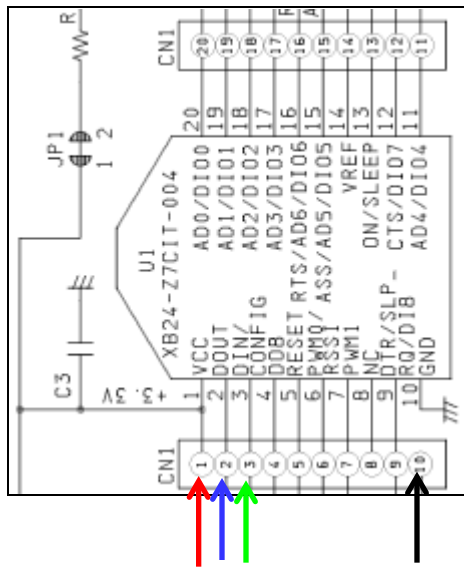 R
CN1
20 19 18 17 16 15 14 13 12 11
JP1
2
1
20 19 18 17 16 15 14 13 12 11
AD0/DIO0
AD1/DIO1
AD2/DIO2
AD3/DIO3
RTS/AD6/DIO6
ASS/AD5/DIO5
VREF
ON/SLEEP
CTS/DIO7
AD4/DIO4
U1
XB24-Z7CIT-004
VCC
DOUT
DIN/
CONFIG
DO8
RESET
PWM0/
RSSI
PWM1
NC
DTR/SLP-
RQ/DI8
GND
C3
+3.3V
1 2 3 4 5 6 7 8 9 10
CN1
1 2 3 4 5 6 7 8 9 10